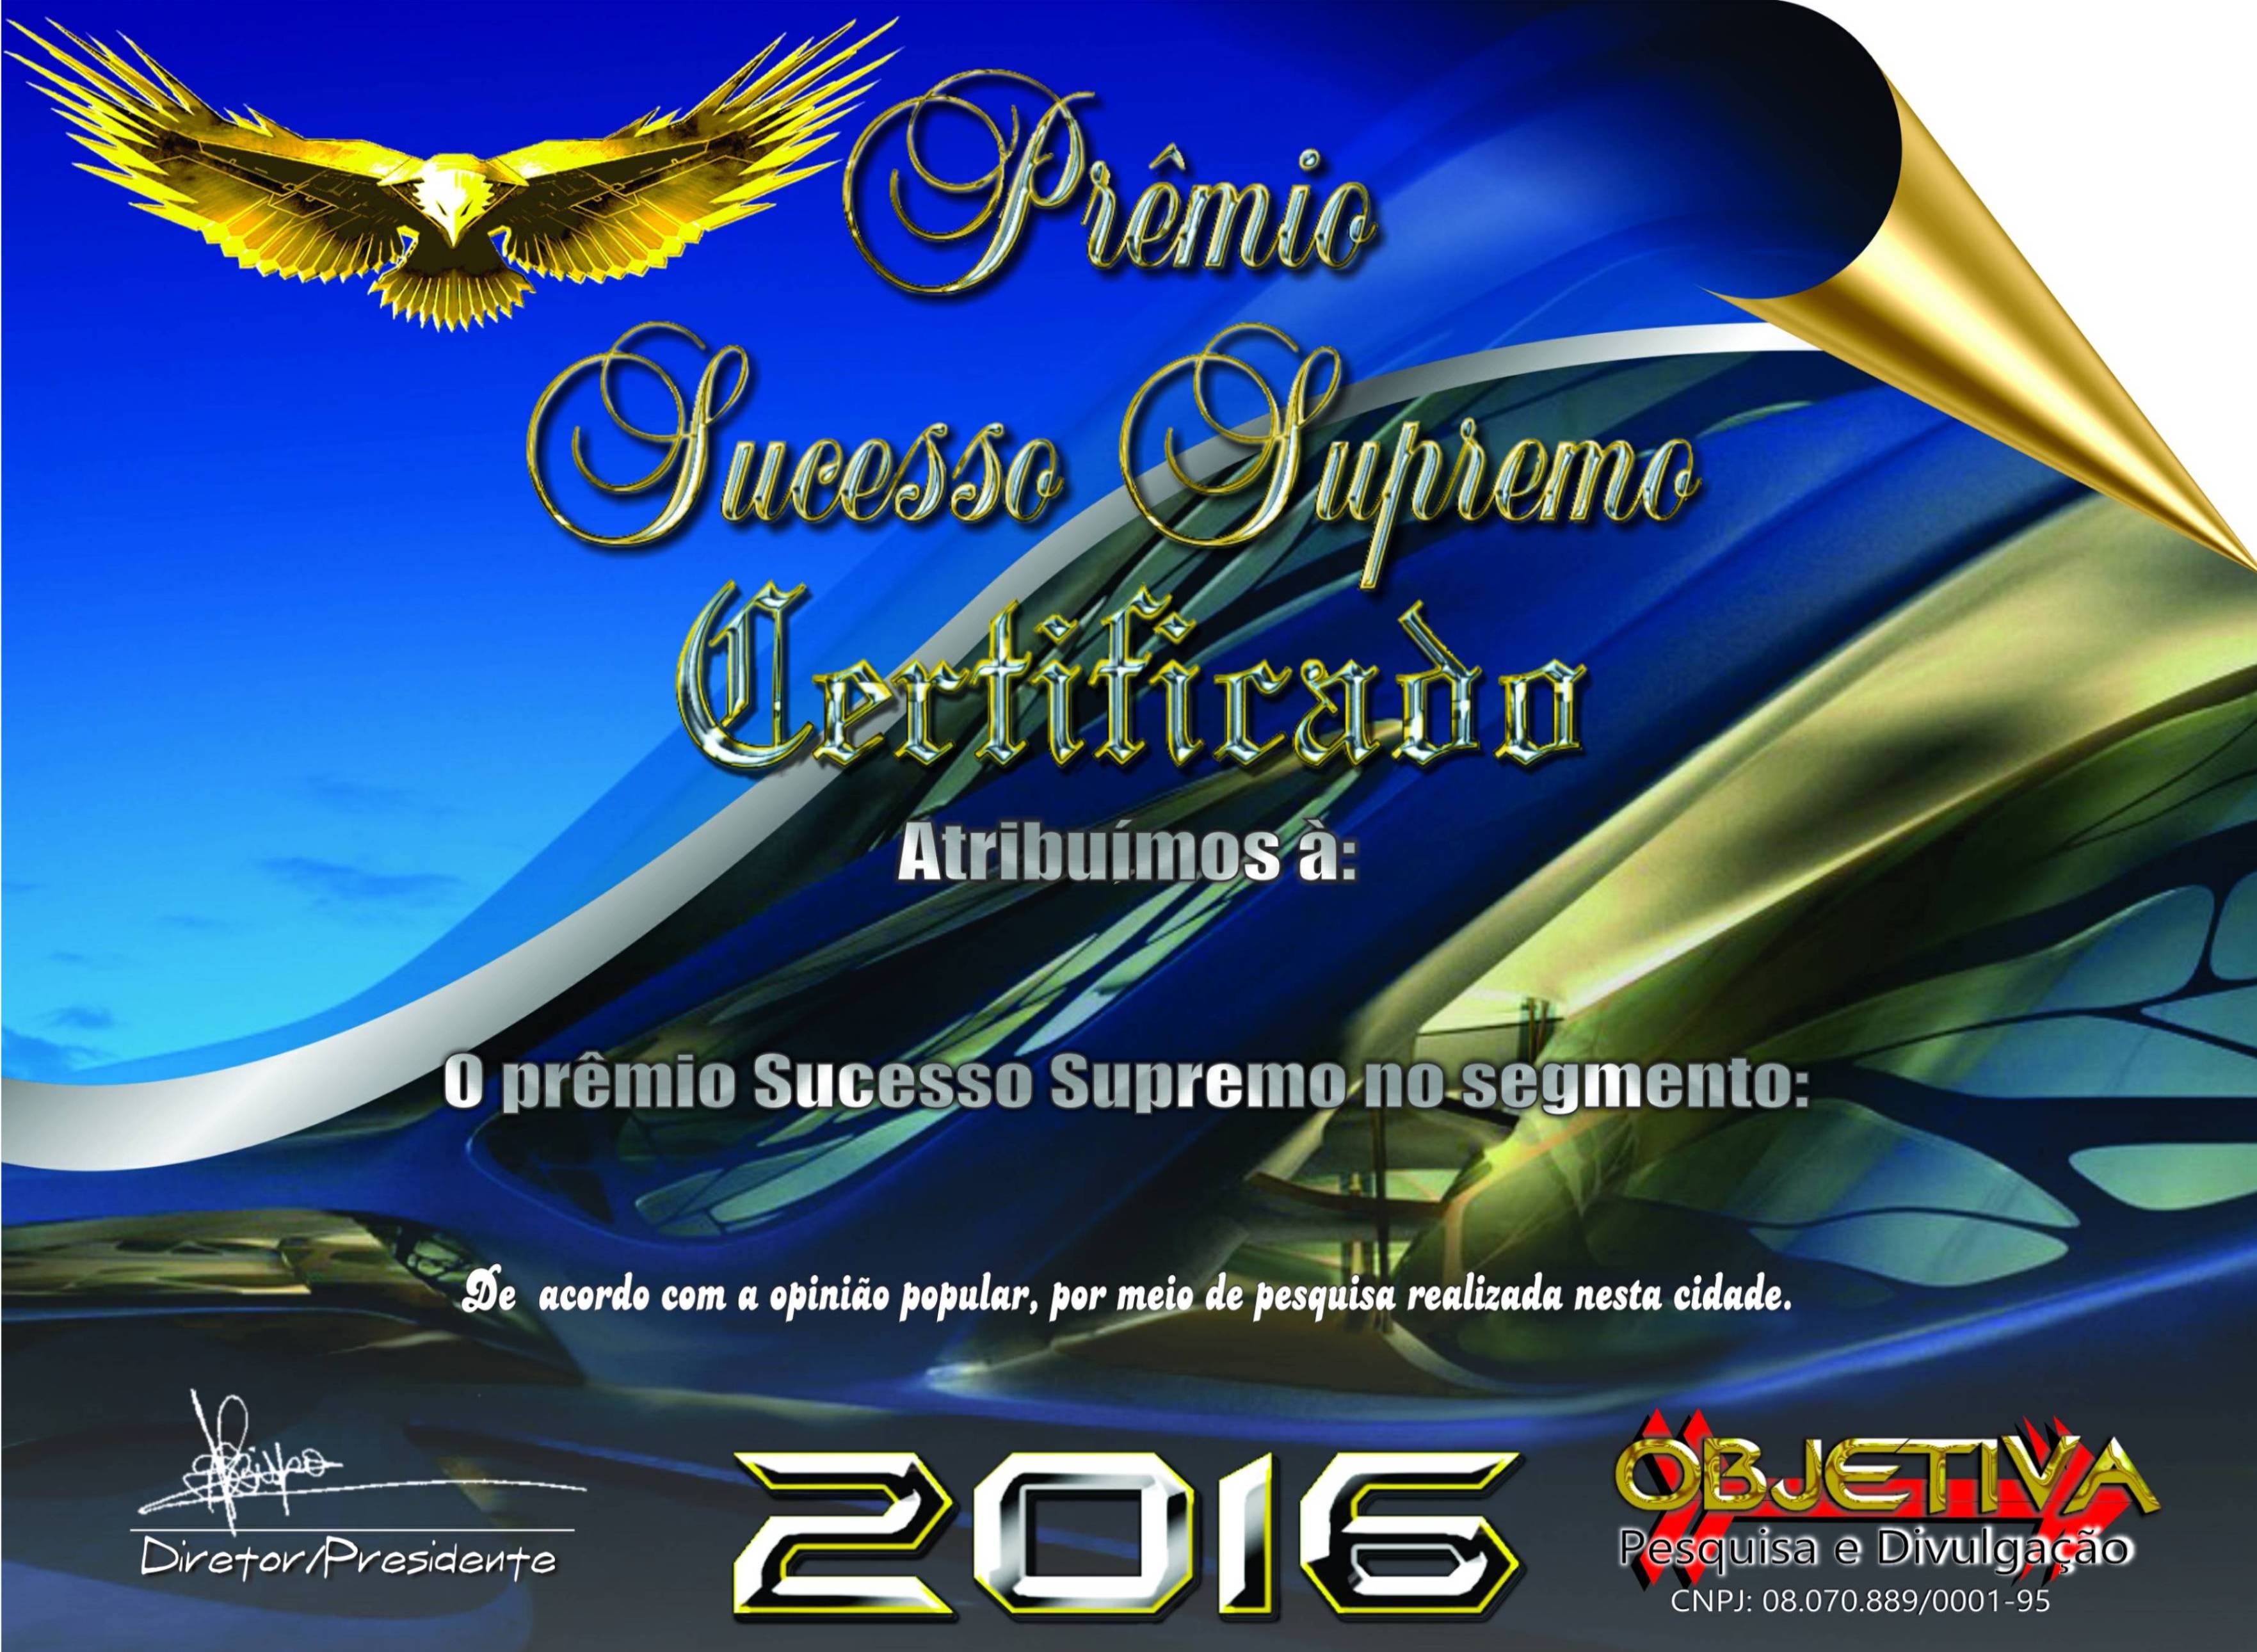 Prêmio
Sucesso Supremo
Certificado
Atribuímos à:
O prêmio Sucesso Supremo no segmento:
De acordo com a opinião popular, por meio de pesquisa realizada nesta cidade.
Diretor/Presidente
2016
OBJETIVA
Pesquisa e Divulgação
CNPJ: 08.070.889/0001-95